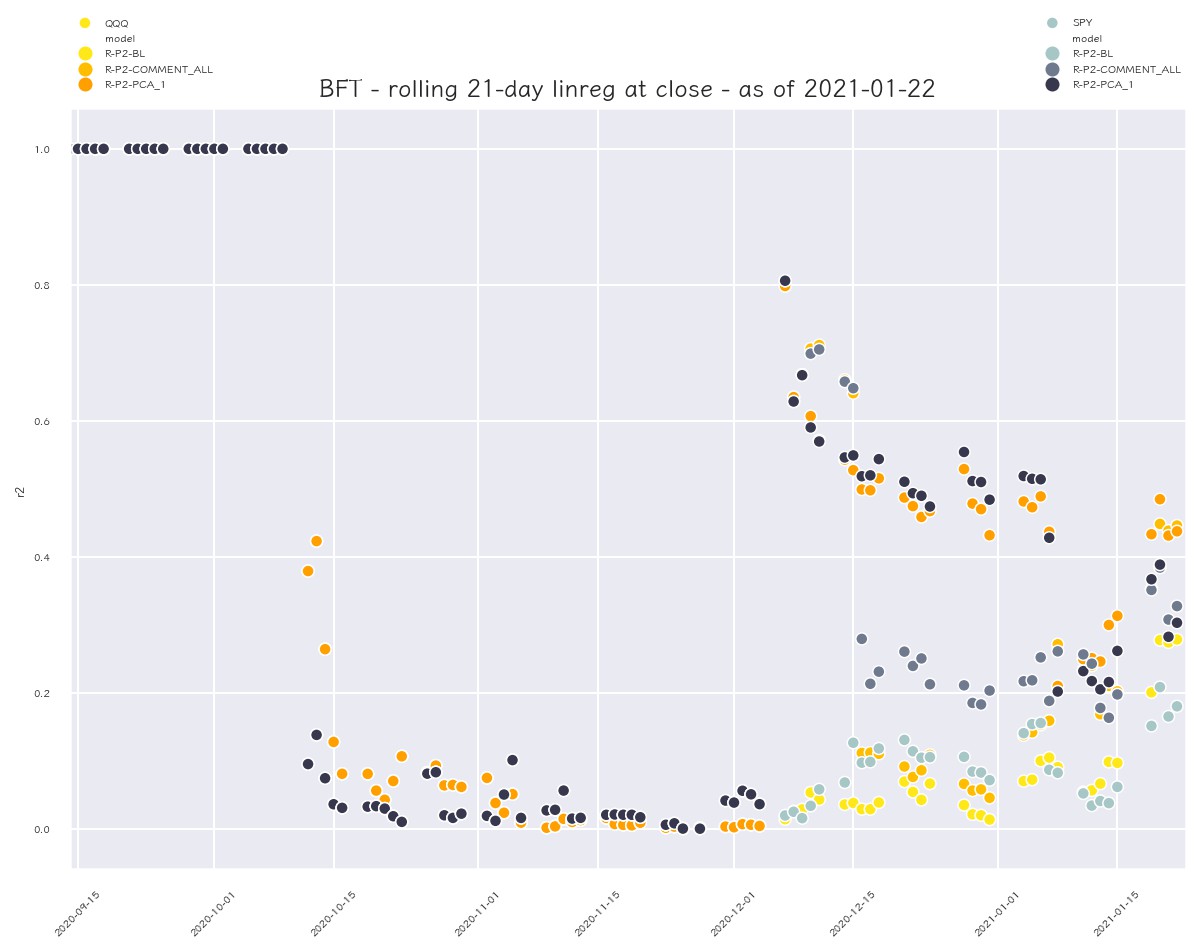 QQQ
model
R-P2-BL
R-P2-COMMENT_ALL
R-P2-PCA_1
SPY
model
R-P2-BL
R-P2-COMMENT_ALL
R-P2-PCA_1
BFT - rolling 21-day linreg at close - as of 2021-01-22
1.0
0.8
0.6
0.4
0.2
0.0
r2
2020-09-15
2020-10-01
2020-10-15
2020-11-01
2020-11-15
2020-12-01
2020-12-15
2021-01-01
2021-01-15